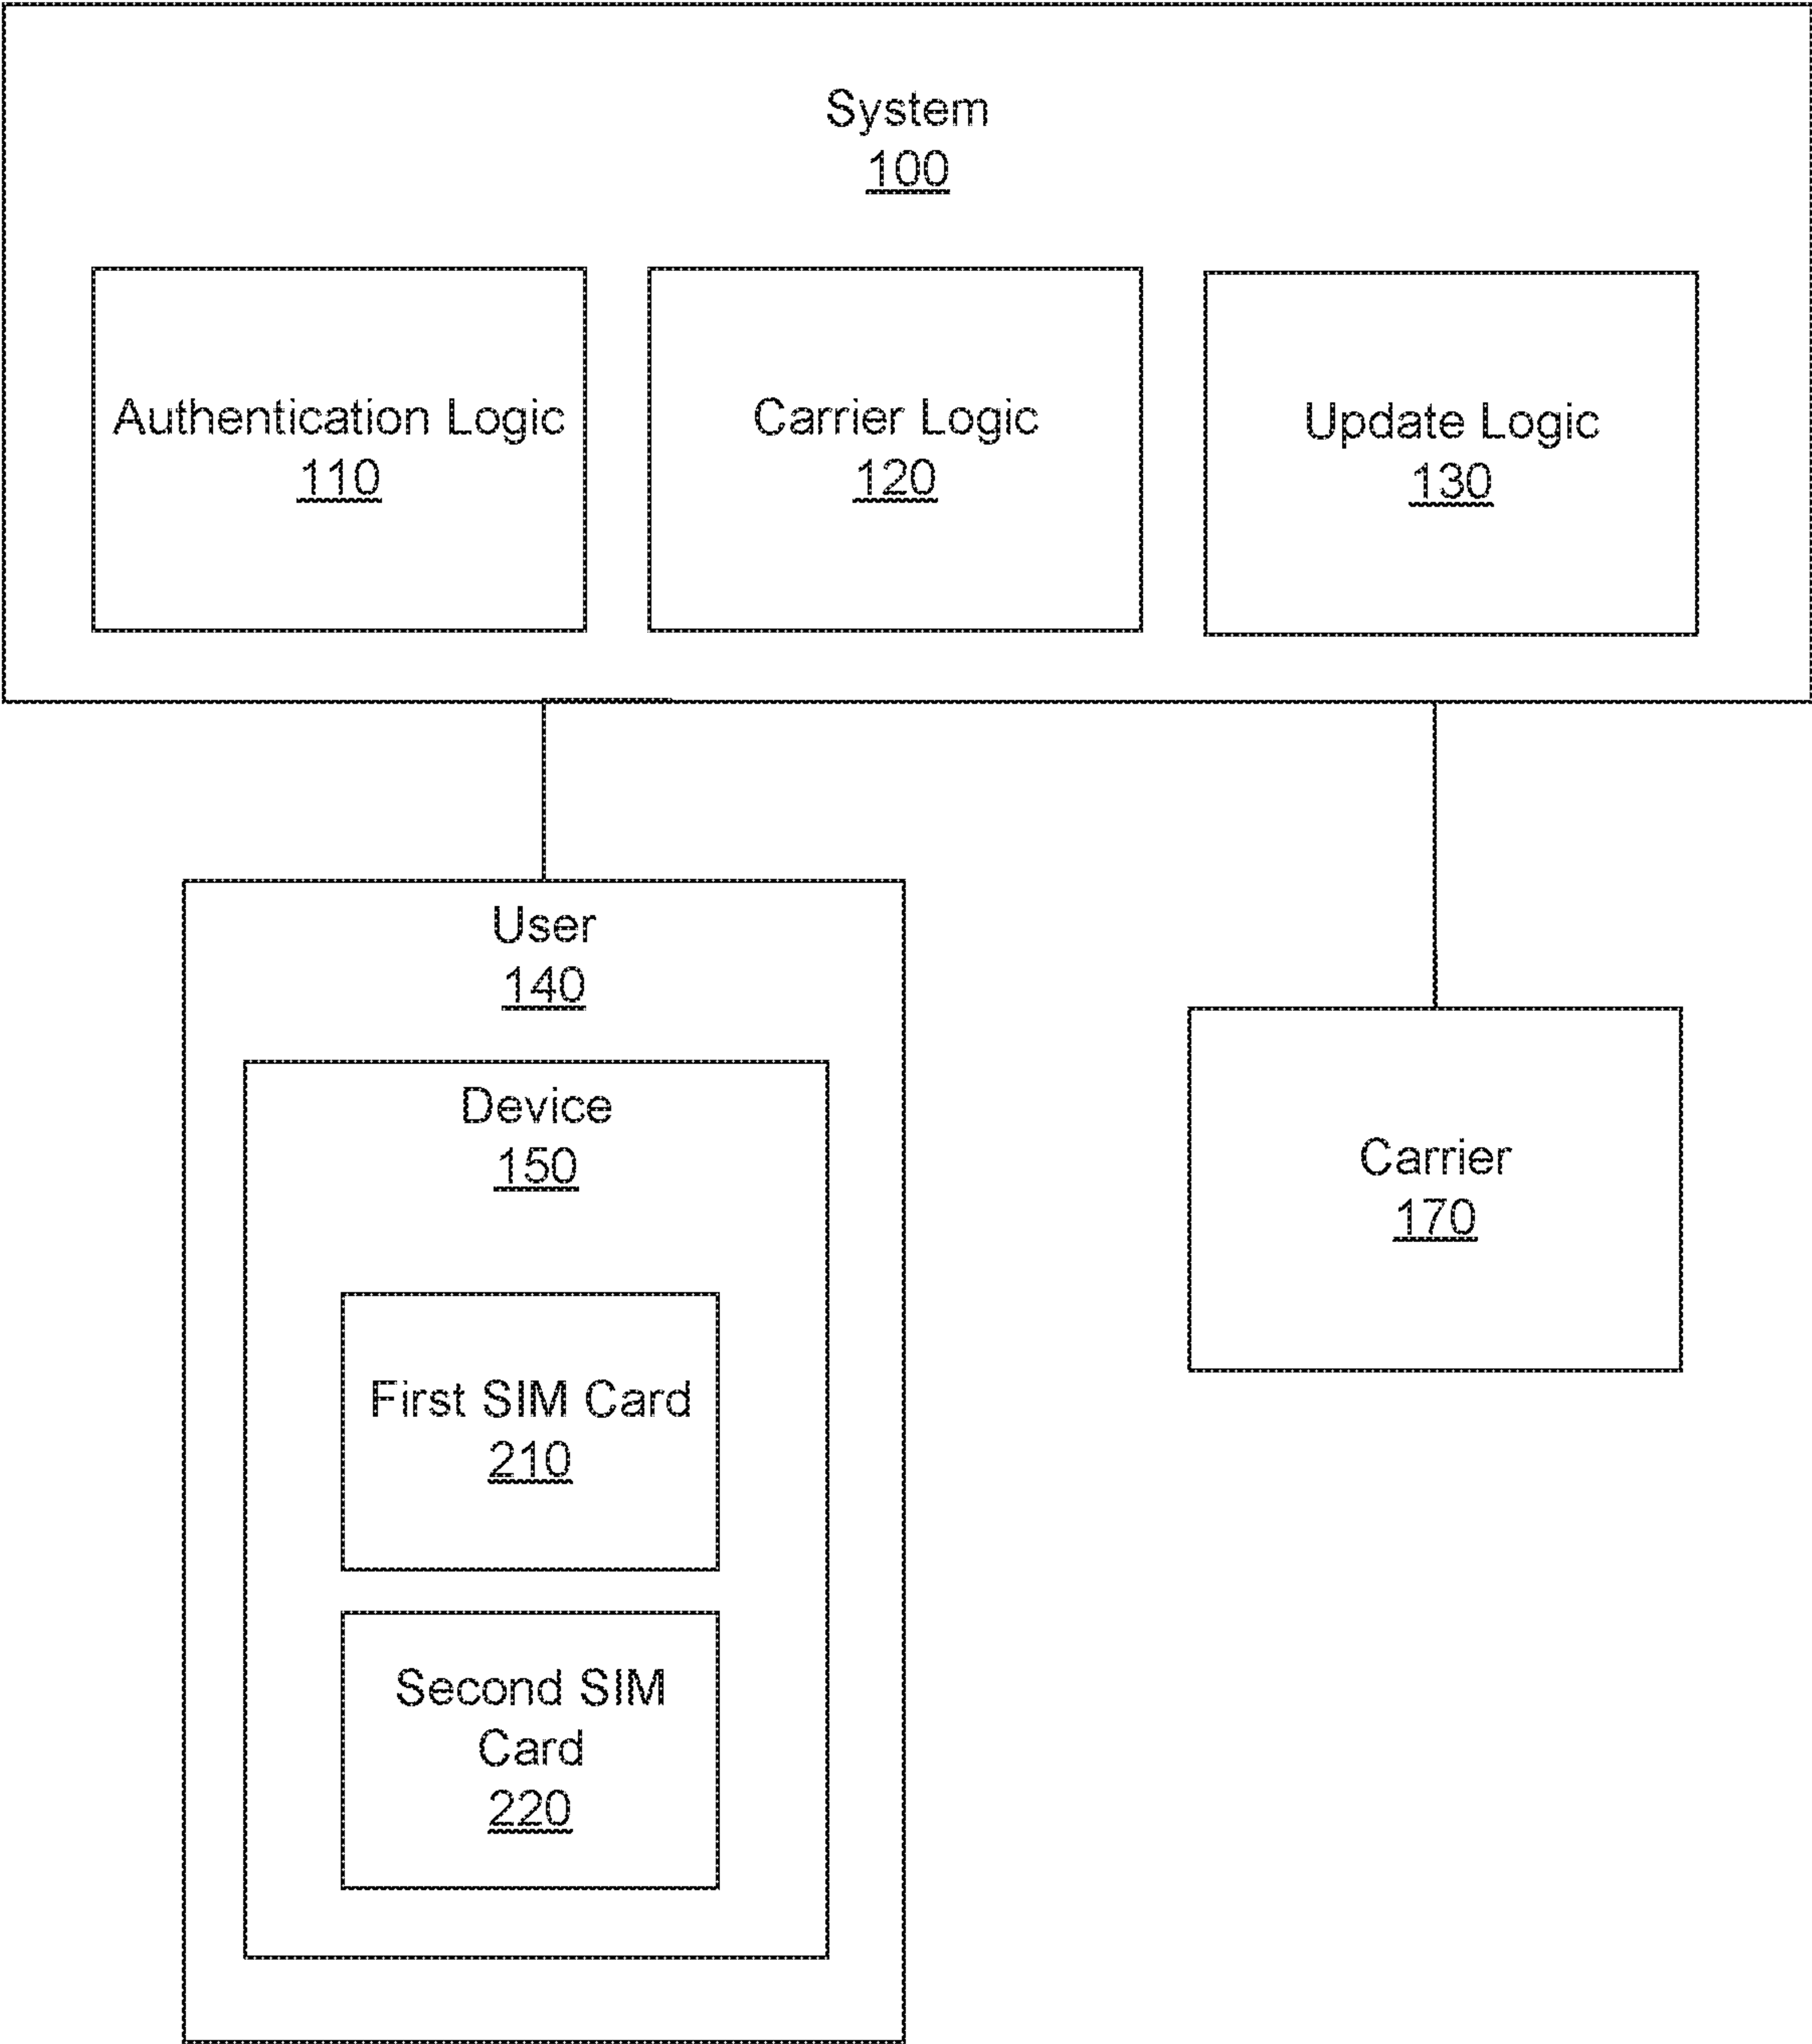 System
100
Authentication Logic
110
Carrier Logic
120
Update Logic
130
User
140
Device
150
First SIM Card
210
Second SIM
Card
220
Carrier
170